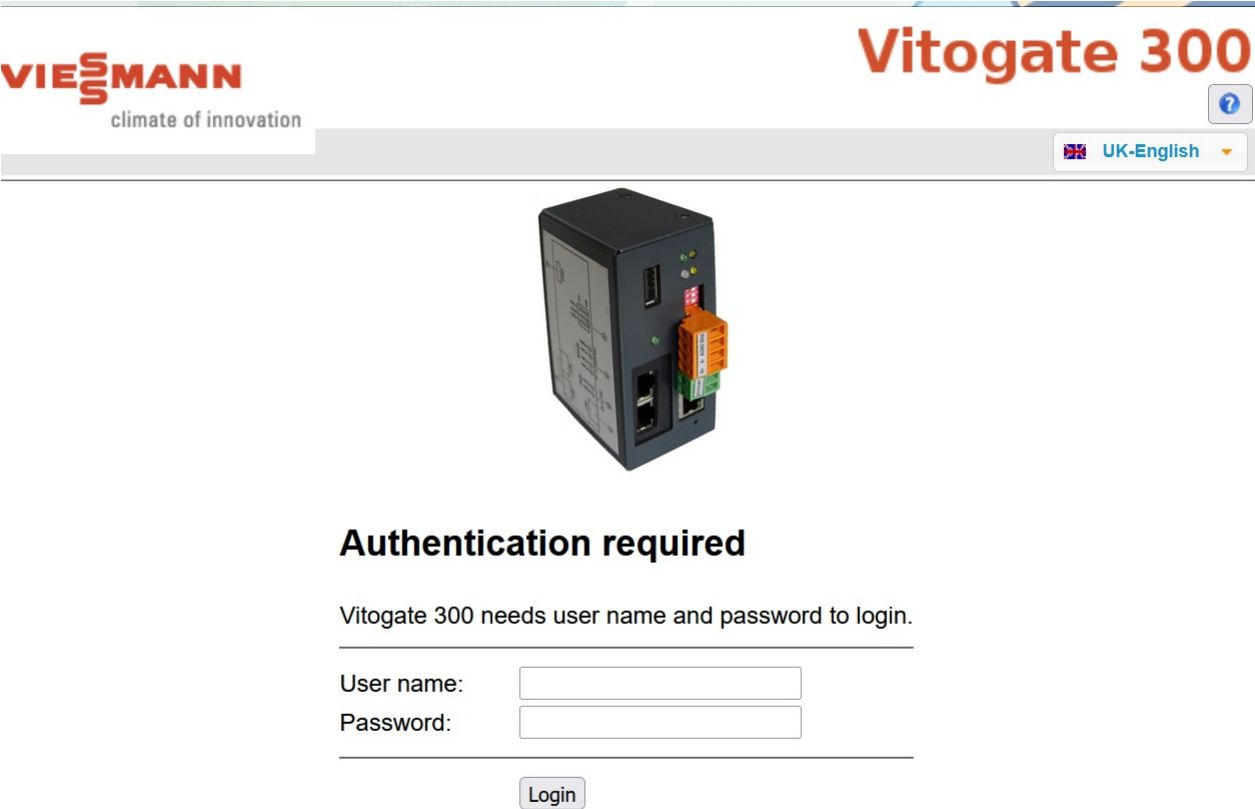 VIESSMANN
climate of innovation
Vitogate 300
?
UK-English
Authentication required
Vitogate 300 needs user name and password to login.
User name:
Password:
Login